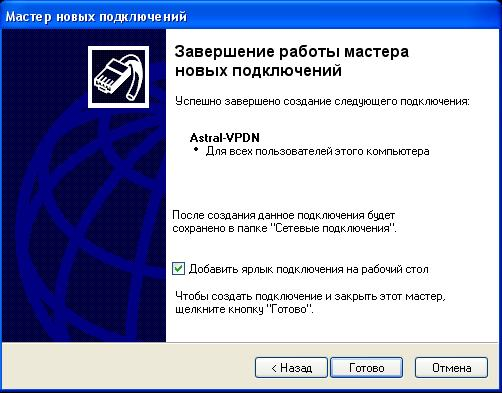 Мастер новых подключений
Завершение работы мастера
новых подключений
Успешно завершено создание следующего подключения:
Astral-VPDN
• Для всех пользователей этого компьютера
После создания данное подключения будет
сохранено в папке "Сетевые подключения".
Добавить ярлык подключения на рабочий стол
Чтобы создать подключение и закрыть этот мастер,
щелкните кнопку "Готово".
< Назад
Готово
Отмена